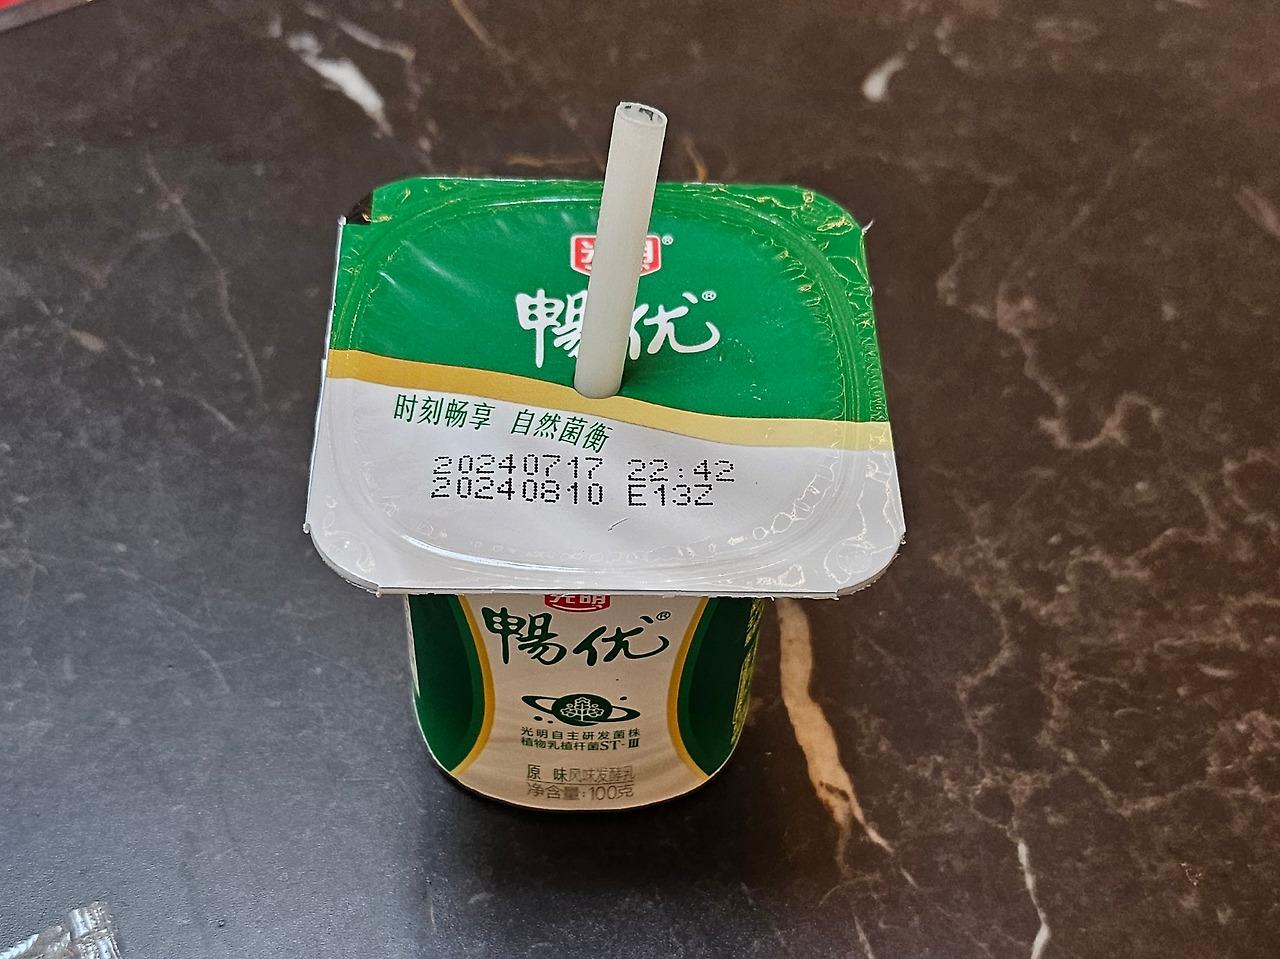 光明®
畅优®
时刻畅享 自然菌衡
20240717 22:42
20240810 E13Z
光明
畅优®
光明自主研发菌株
植物乳植杆菌ST-III
原 味风味发酵乳
净含量:100克